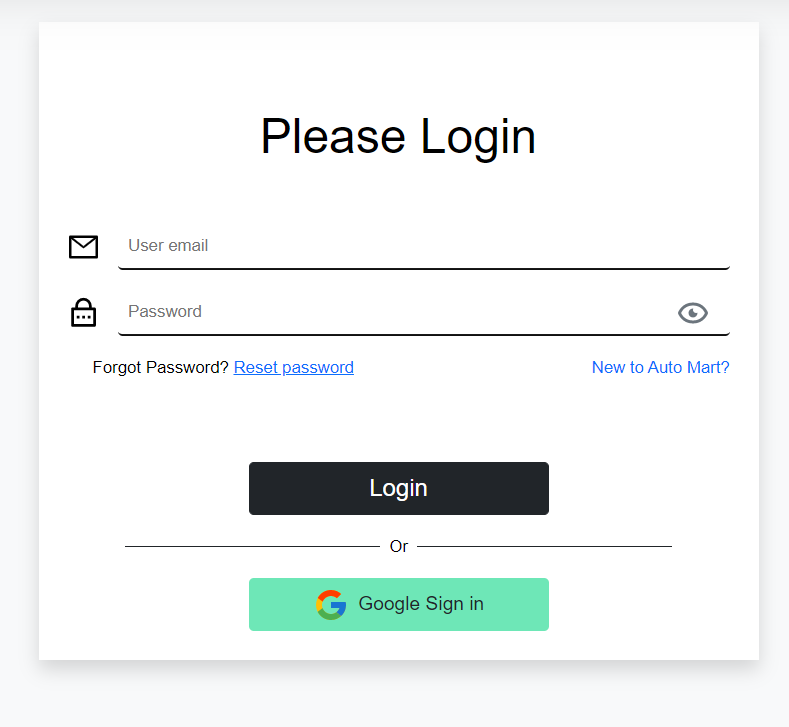 Please Login
User email
Password
Forgot Password? Reset password
New to Auto Mart?
Login
Or
Google Sign in